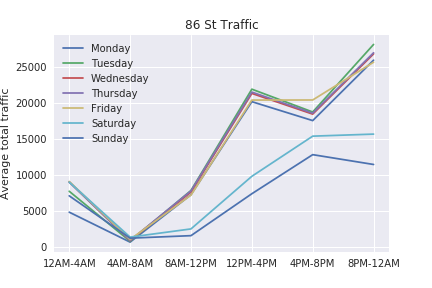 86 St Traffic
Average total traffic
25000
20000
15000
10000
5000
0
Monday
Tuesday
Wednesday
Thursday
Friday
Saturday
Sunday
12AM-4AM 4AM-8AM 8AM-12PM 12PM-4PM 4PM-8PM 8PM-12AM